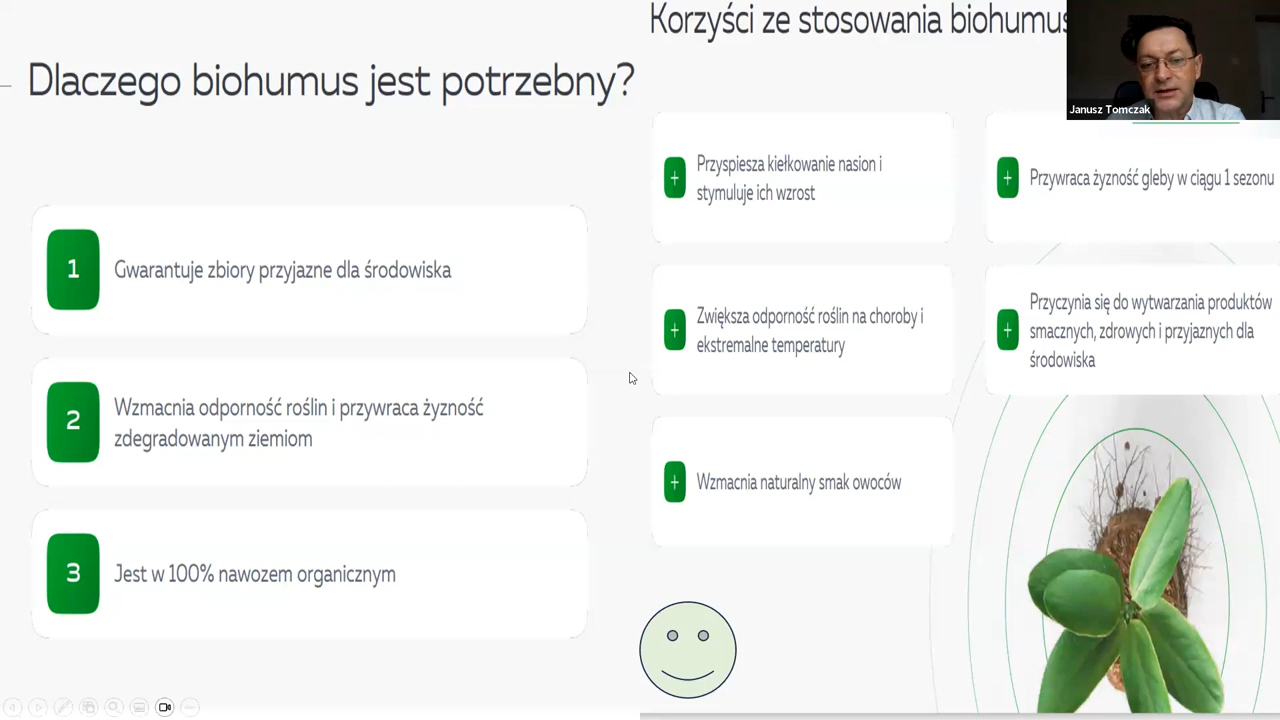 Dlaczego biohumus jest potrzebny?
1
Gwarantuje zbiory przyjazne dla środowiska
2
Wzmacnia odporność roślin i przywraca żyzność
zdegradowanym ziemiom
3
Jest w 100% nawozem organicznym
Korzyści ze stosowania biohumus
+
Przyspiesza kiełkowanie nasion i
stymuluje ich wzrost
+
Przywraca żyzność gleby w ciągu 1 sezonu
+
Zwiększa odporność roślin na choroby i
ekstremalne temperatury
+
Przyczynia się do wytwarzania produktów
smacznych, zdrowych i przyjaznych dla
środowiska
+
Wzmacnia naturalny smak owoców
Janusz Tomczak